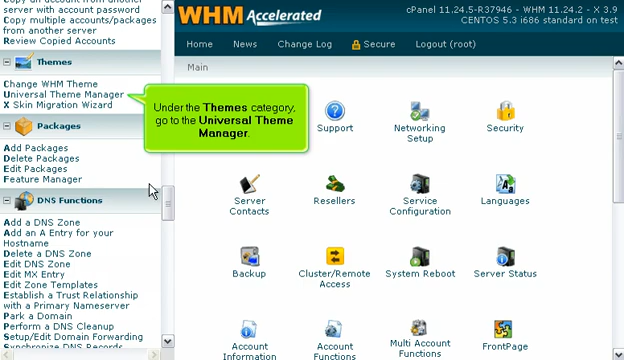 Copy an account from another
server with account password
Copy multiple accounts/packages
from another server
Review Copied Accounts
Themes
Change WHM Theme
Universal Theme Manager
X Skin Migration Wizard
Packages
Add Packages
Delete Packages
Edit Packages
Feature Manager
DNS Functions
Add a DNS Zone
Add an A Entry for your
Hostname
Delete a DNS Zone
Edit DNS Zone
Edit MX Entry
Edit Zone Templates
Establish a Trust Relationship
with a Primary Nameserver
Park a Domain
Perform a DNS Cleanup
Setup/Edit Domain Forwarding
Synchronize DNS Records
Under the Themes category,
go to the Universal Theme
Manager.
WHM Accelerated
cPanel 11.24.5-R37946 - WHM 11.24.2 - X 3.9
CENTOS 5.3 i686 standard on test
Home News Change Log Secure Logout (root)
Main
Support
Networking
Setup
Security
Server
Contacts
Resellers
Service
Configuration
Languages
Backup
Cluster/Remote
Access
System Reboot
Server Status
Account
Information
Account
Functions
Multi Account
Functions
FrontPage